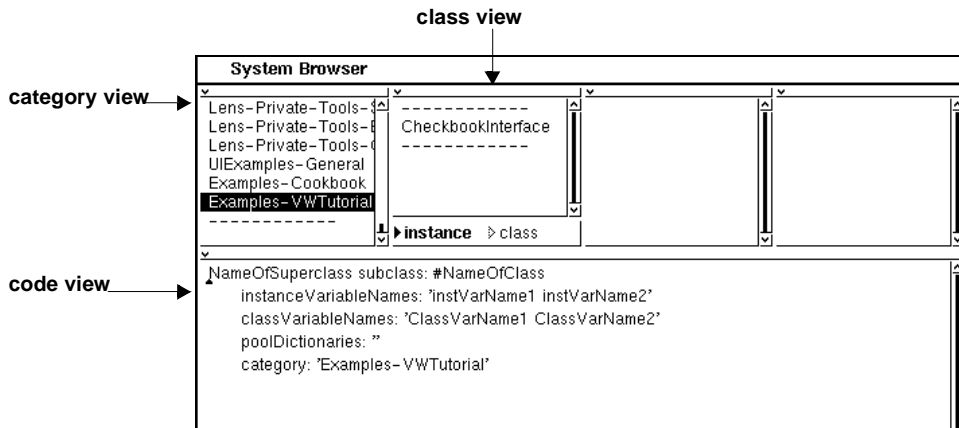 class view
System Browser
category view
Lens-Private-Tools-
Lens-Private-Tools-
Lens-Private-Tools-
UIExamples-General
Examples-Cookbook
Examples-VWTutorial
------------
------------
CheckbookInterface
------------
instance class
code view
NameOfSuperclass subclass: #NameOfClass
instanceVariableNames: ’instVarName1 instVarName2’
classVariableNames: ’ClassVarName1 ClassVarName2’
poolDictionaries: ’’
category: ’Examples-VWTutorial’